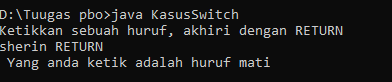 D:\Tuugas pbo>java KasusSwitch
Ketikkan sebuah huruf, akhiri dengan RETURN
sherin RETURN
 Yang anda ketik adalah huruf mati